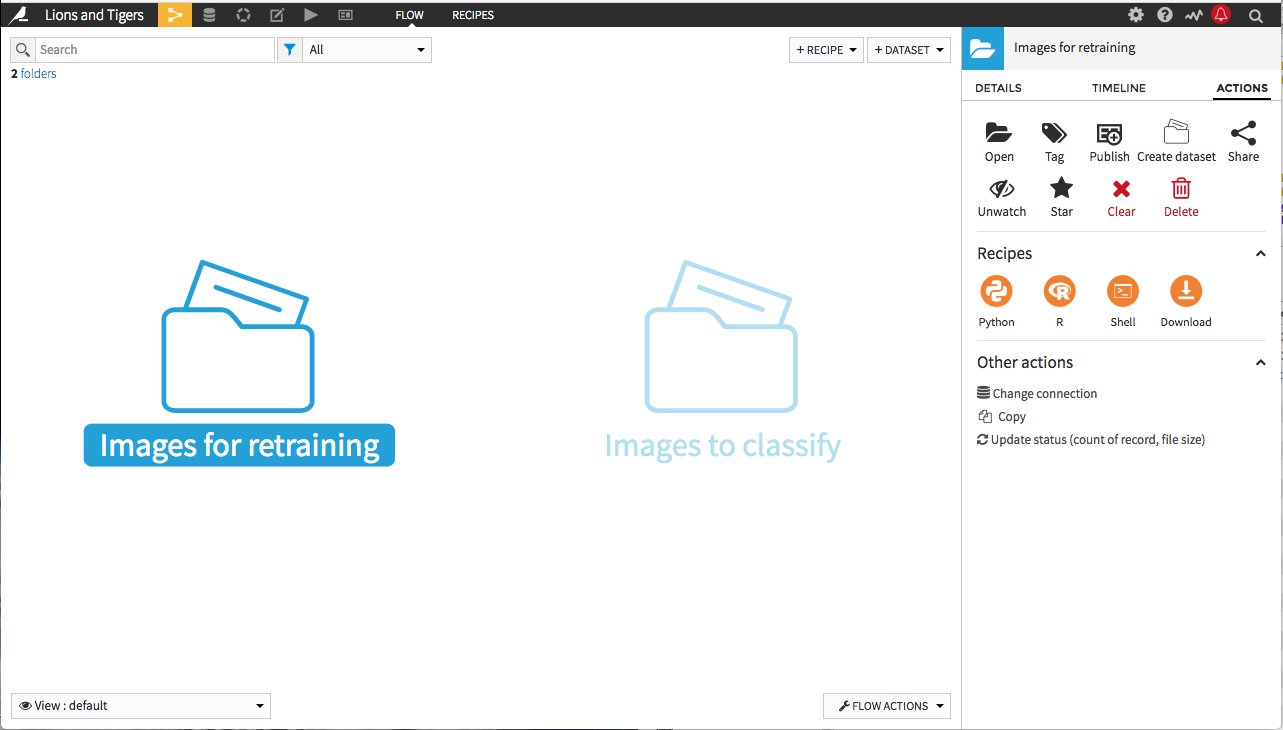 Lions and Tigers FLOW RECIPES
Search All + RECIPE + DATASET
2 folders
Images for retraining
Images to classify
View : default FLOW ACTIONS
Images for retraining
DETAILS TIMELINE ACTIONS
Open Tag Publish Create dataset Share
Unwatch Star Clear Delete
Recipes
Python R Shell Download
Other actions
Change connection
Copy
Update status (count of record, file size)